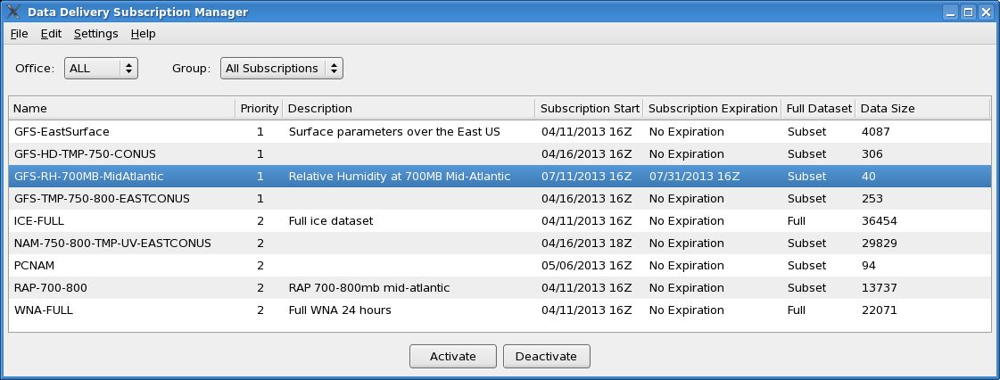 Data Delivery Subscription Manager
File Edit Settings Help
Office: ALL Group: All Subscriptions
Name Priority Description Subscription Start Subscription Expiration Full Dataset Data Size
GFS-EastSurface 1 Surface parameters over the East US 04/11/2013 16Z No Expiration Subset 4087
GFS-HD-TMP-750-CONUS 1 04/16/2013 16Z No Expiration Subset 306
GFS-RH-700MB-MidAtlantic 1 Relative Humidity at 700MB Mid-Atlantic 07/11/2013 16Z 07/31/2013 16Z Subset 40
GFS-TMP-750-800-EASTCONUS 1 04/16/2013 16Z No Expiration Subset 253
ICE-FULL 2 Full ice dataset 04/11/2013 16Z No Expiration Full 36454
NAM-750-800-TMP-UV-EASTCONUS 2 04/16/2013 18Z No Expiration Subset 29829
PCNAM 2 05/06/2013 16Z No Expiration Subset 94
RAP-700-800 2 RAP 700-800mb mid-atlantic 04/11/2013 16Z No Expiration Subset 13737
WNA-FULL 2 Full WNA 24 hours 04/11/2013 16Z No Expiration Full 22071
Activate Deactivate